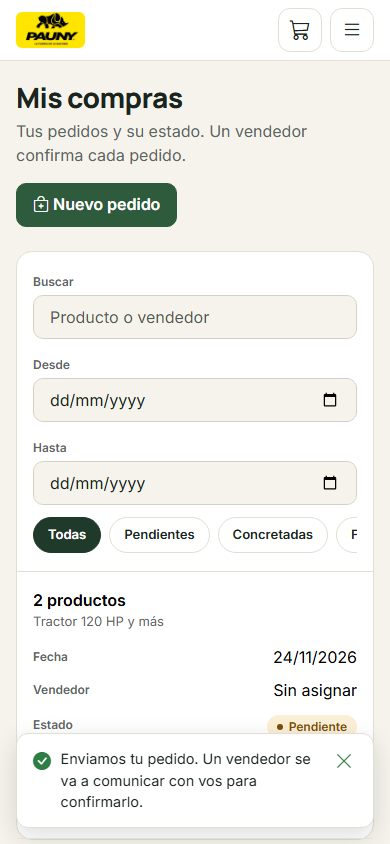 PAUNY
Mis compras
Tus pedidos y su estado. Un vendedor
confirma cada pedido.
Nuevo pedido
Buscar
Producto o vendedor
Desde
dd/mm/yyyy
Hasta
dd/mm/yyyy
Todas
Pendientes
Concretadas
F
2 productos
Tractor 120 HP y más
Fecha
24/11/2026
Vendedor
Sin asignar
Estado
Pendiente
Enviamos tu pedido. Un vendedor se
va a comunicar con vos para
confirmarlo.